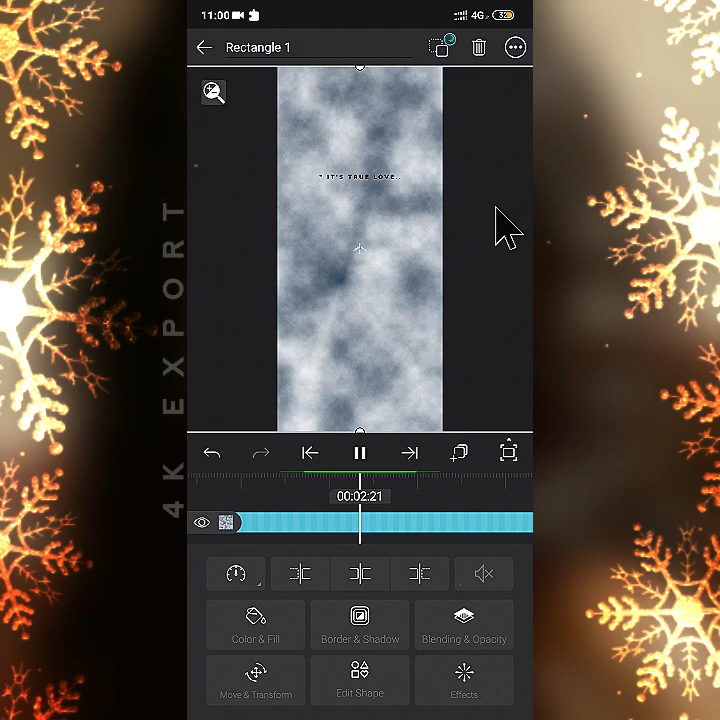 11:00
4G
32
Rectangle 1
" IT'S TRUE LOVE..
4K EXPORT
00:02:21
Color & Fill
Border & Shadow
Blending & Opacity
Move & Transform
Edit Shape
Effects